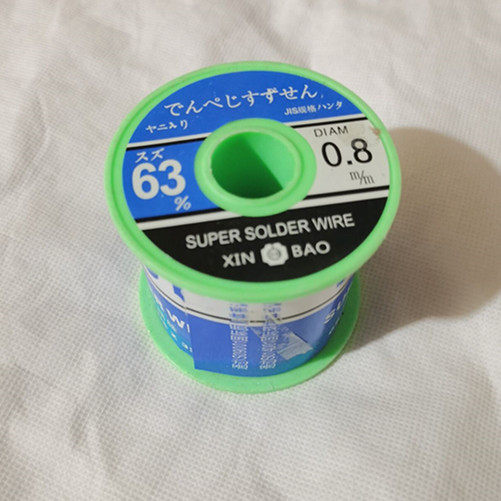 でんぺじすずせん
JIS規格ハンタ
ヤニ入り
スズ
63
%
DIAM
0.8
m/m
SUPER SOLDER WIRE
XIN BAO